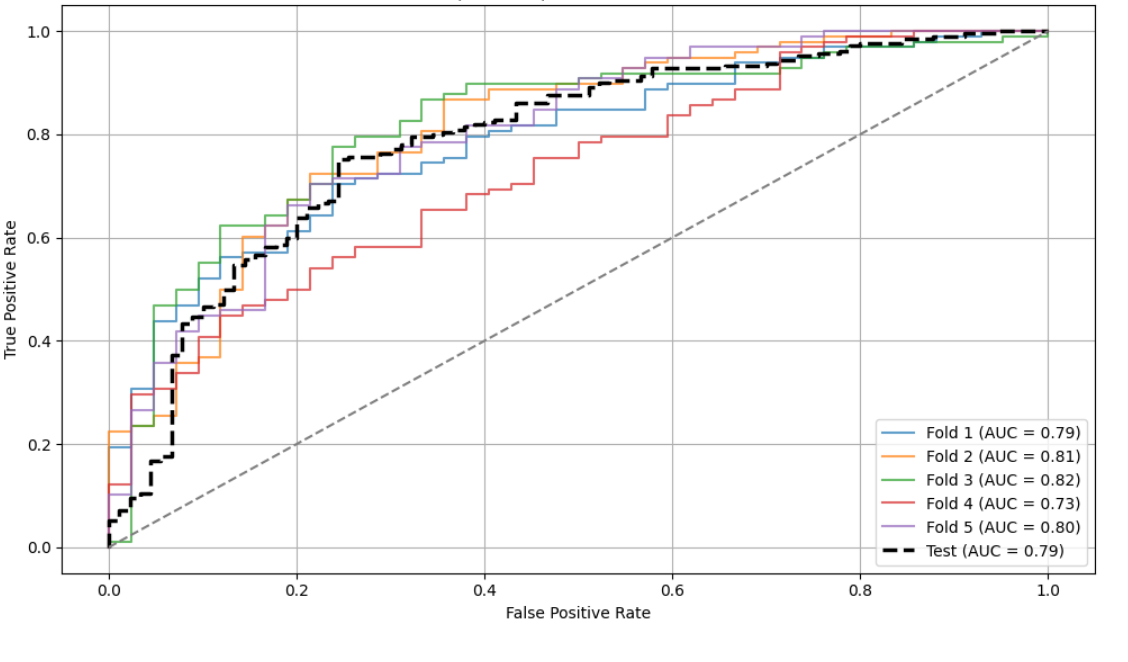 1.0
0.8
0.6
0.4
0.2
0.0
True Positive Rate
Fold 1 (AUC = 0.79)
Fold 2 (AUC = 0.81)
Fold 3 (AUC = 0.82)
Fold 4 (AUC = 0.73)
Fold 5 (AUC = 0.80)
Test (AUC = 0.79)
0.0 0.2 0.4 0.6 0.8 1.0
False Positive Rate